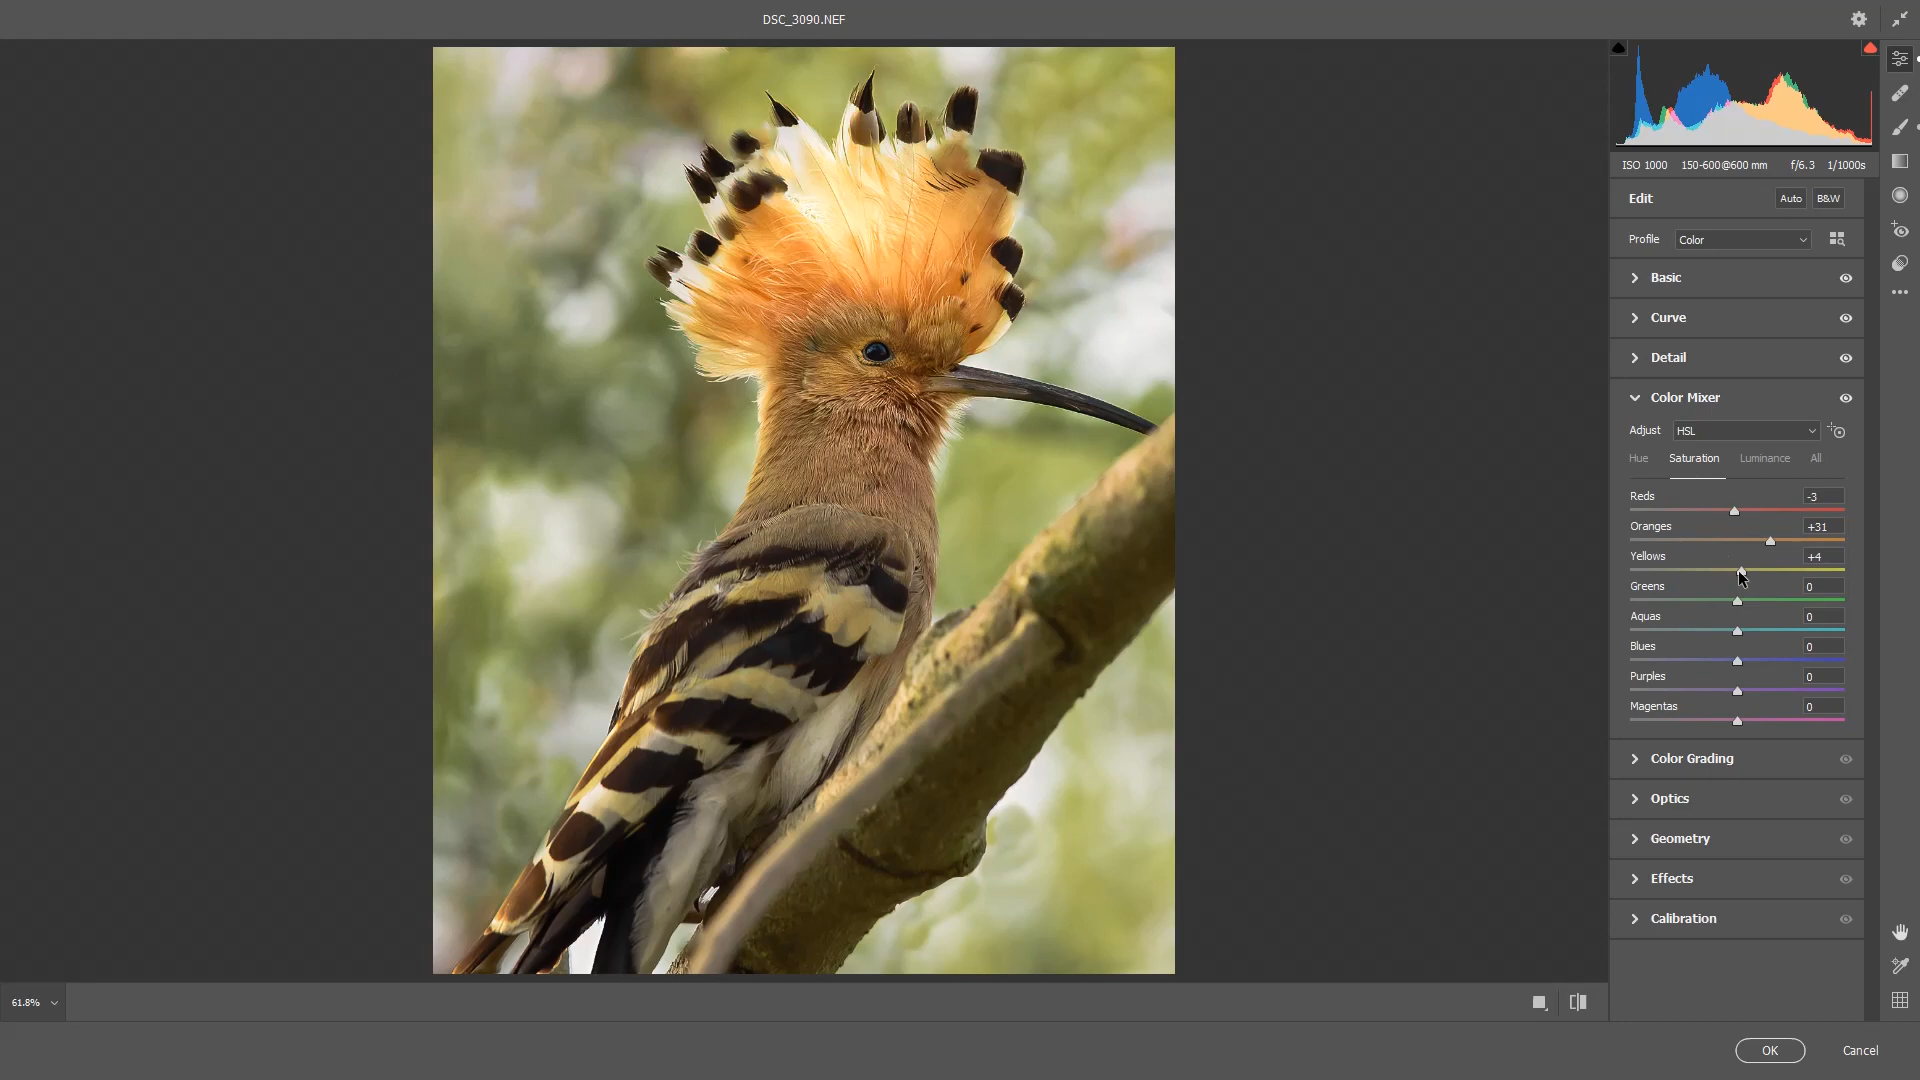 DSC_3090.NEF
ISO 1000 150-600@600 mm f/6.3 1/1000s
Edit Auto B&W
Profile Color
Basic
Curve
Detail
Color Mixer
Adjust HSL
Hue Saturation Luminance All
Reds -3
Oranges +31
Yellows +4
Greens 0
Aquas 0
Blues 0
Purples 0
Magentas 0
Color Grading
Optics
Geometry
Effects
Calibration
61.8%
OK Cancel